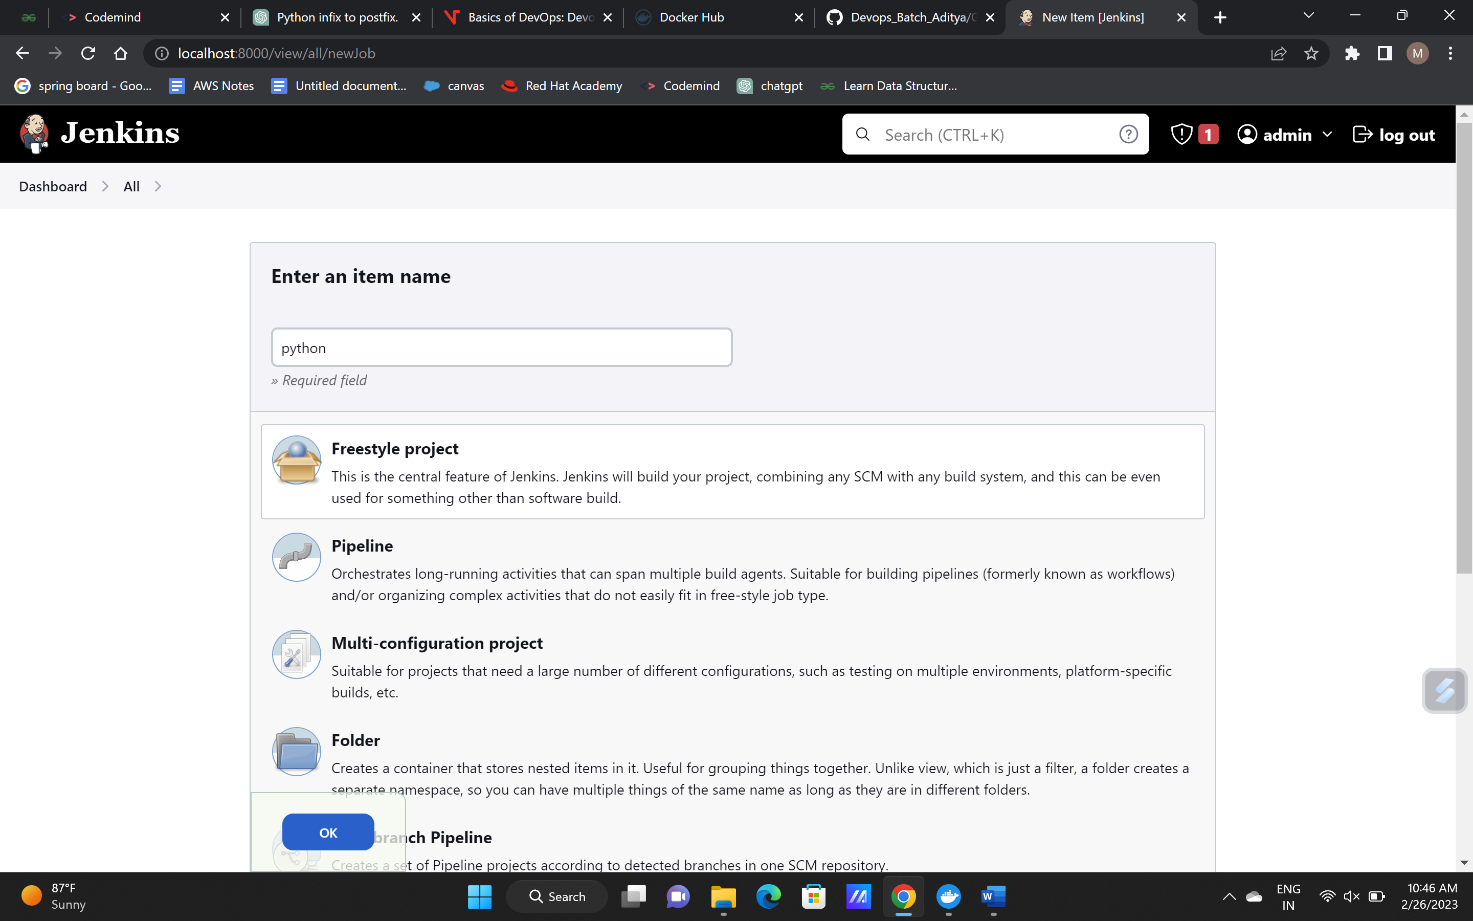 Codemind
Python infix to postfix.
Basics of DevOps: Devo
Docker Hub
Devops_Batch_Aditya/
New Item [Jenkins]
localhost:8000/view/all/newJob
M
spring board - Goo...
AWS Notes
Untitled document...
canvas
Red Hat Academy
Codemind
chatgpt
Learn Data Structur...
Jenkins
Search (CTRL+K)
1
admin
log out
Dashboard
All
Enter an item name
python
» Required field
Freestyle project
This is the central feature of Jenkins. Jenkins will build your project, combining any SCM with any build system, and this can be even
used for something other than software build.
Pipeline
Orchestrates long-running activities that can span multiple build agents. Suitable for building pipelines (formerly known as workflows)
and/or organizing complex activities that do not easily fit in free-style job type.
Multi-configuration project
Suitable for projects that need a large number of different configurations, such as testing on multiple environments, platform-specific
builds, etc.
Folder
Creates a container that stores nested items in it. Useful for grouping things together. Unlike view, which is just a filter, a folder creates a
separate namespace, so you can have multiple things of the same name as long as they are in different folders.
OK
branch Pipeline
Creates a set of Pipeline projects according to detected branches in one SCM repository.
87°F
Sunny
Search
ENG
IN
10:46 AM
2/26/2023